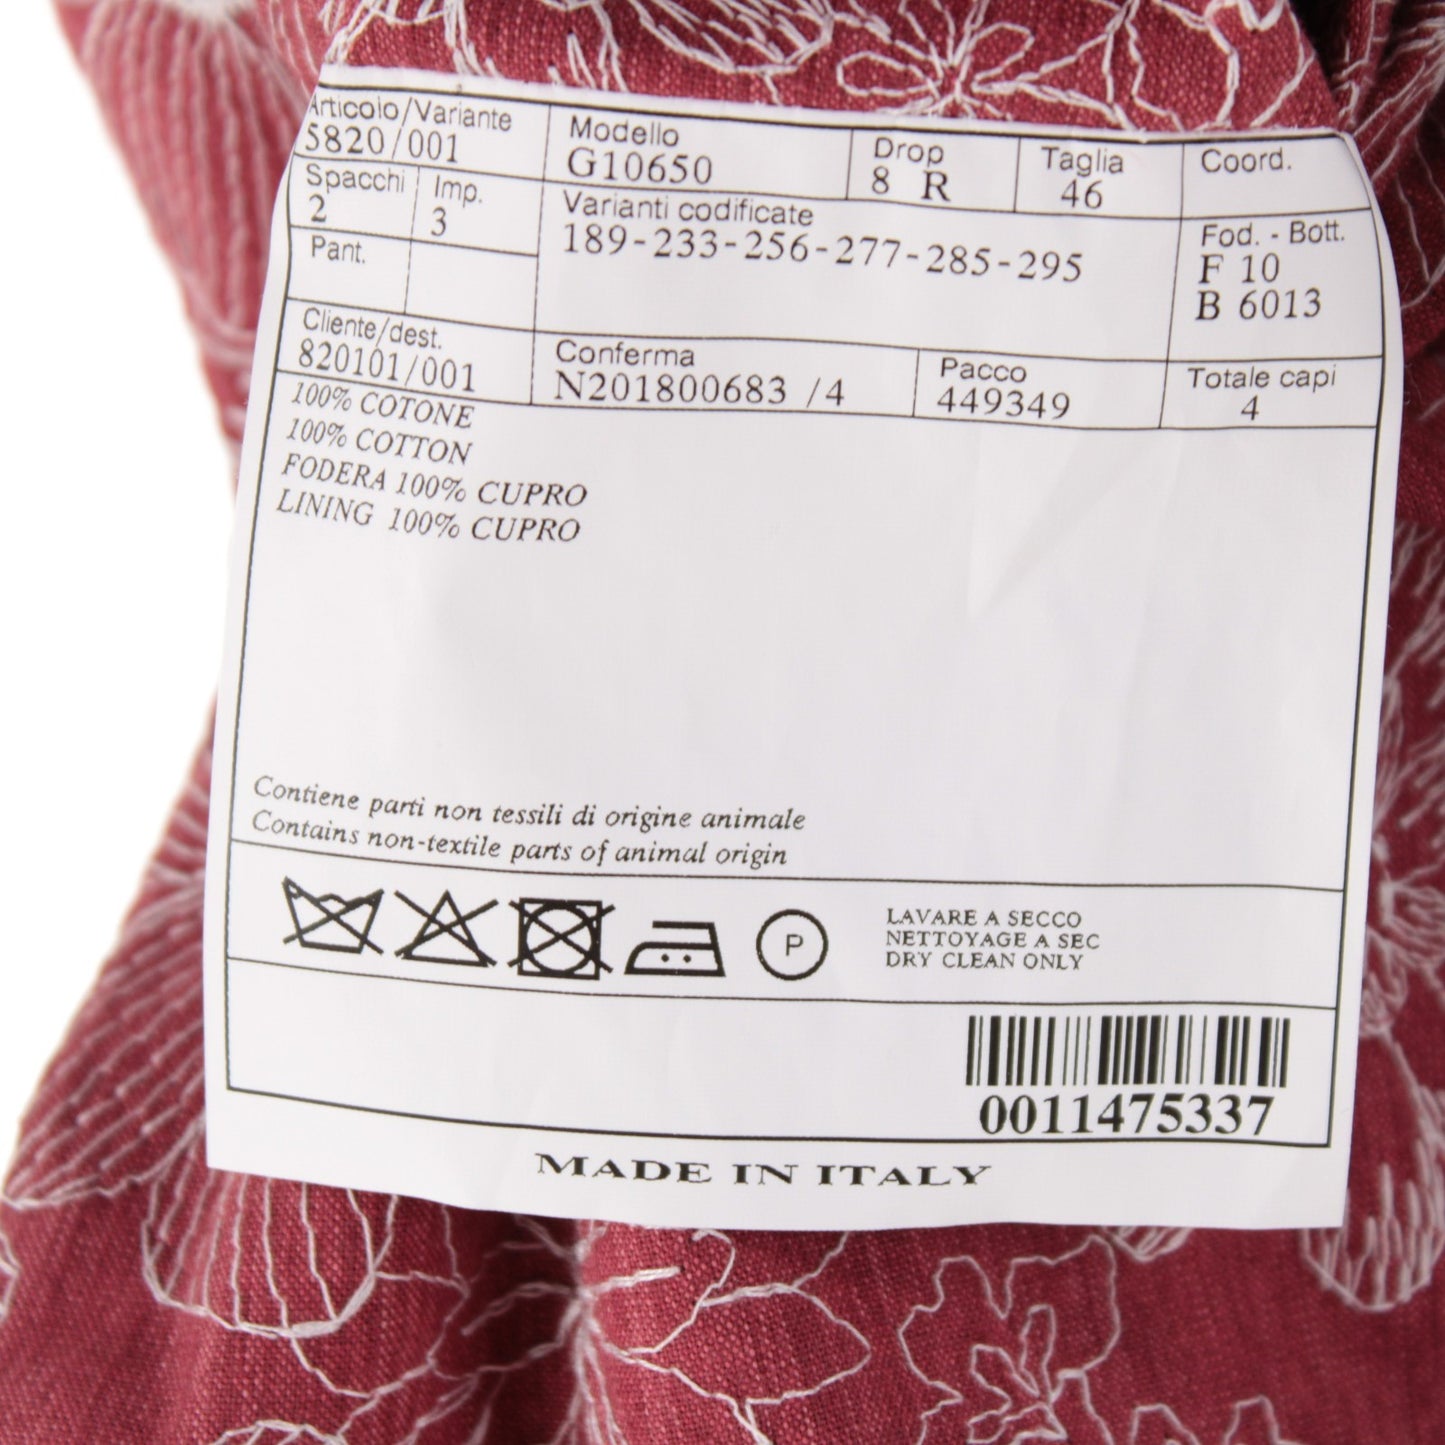 Articolo/Variante
5820/001
Modello
G10650
Drop
8 R
Taglia
46
Coord.
Spacchi
2
Imp.
3
Varianti codificate
189-233-256-277-285-295
Fod. - Bott.
F 10
B 6013
Pant.
Cliente/dest.
820101/001
Conferma
N201800683 /4
Pacco
449349
Totale capi
4
100% COTONE
100% COTTON
FODERA 100% CUPRO
LINING 100% CUPRO
Contiene parti non tessili di origine animale
Contains non-textile parts of animal origin
P
LAVARE A SECCO
NETTOYAGE A SEC
DRY CLEAN ONLY
0011475337
MADE IN ITALY